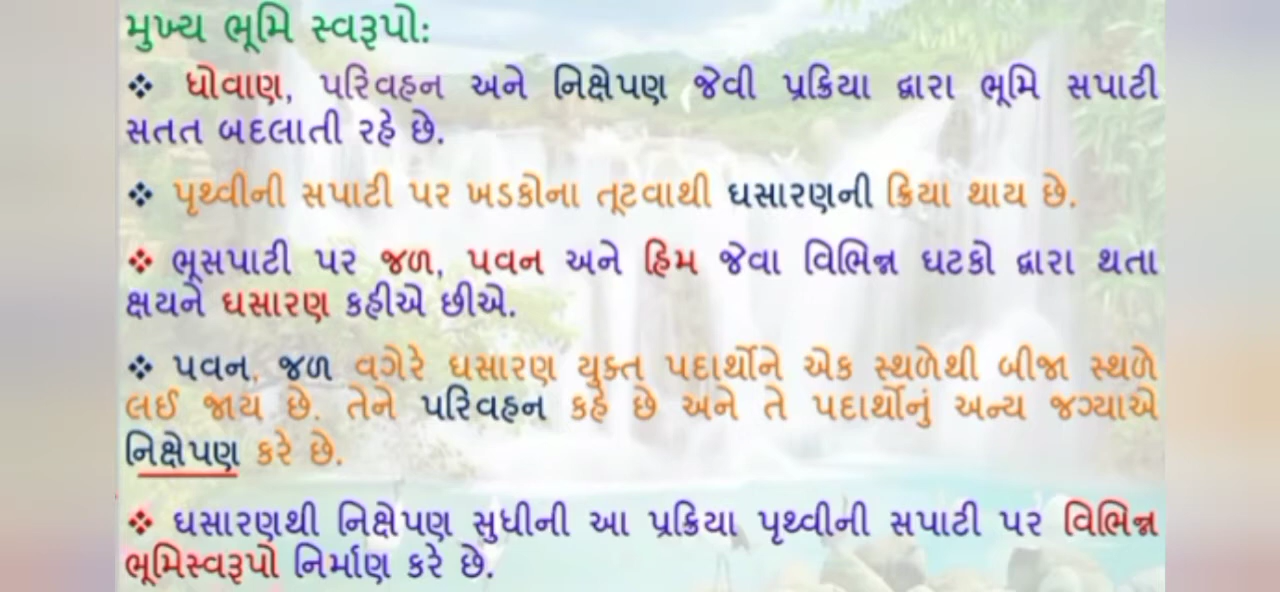 મુખ્ય ભૂમિ સ્વરૂપો:
❖ ધોવાણ, પરિવહન અને નિક્ષેપણ જેવી પ્રક્રિયા દ્વારા ભૂમિ સપાટી
સતત બદલાતી રહે છે.
❖ પૃથ્વીની સપાટી પર ખડકોના તૂટવાથી ઘસારણની ક્રિયા થાય છે.
❖ ભૂસપાટી પર જળ, પવન અને હિમ જેવા વિભિન્ન ઘટકો દ્વારા થતા
ક્ષયને ઘસારણ કહીએ છીએ.
❖ પવન, જળ વગેરે ઘસારણ યુક્ત પદાર્થોને એક સ્થળેથી બીજા સ્થળે
લઈ જાય છે. તેને પરિવહન કહે છે અને તે પદાર્થોનું અન્ય જગ્યાએ
નિક્ષેપણ કરે છે.
❖ ઘસારણથી નિક્ષેપણ સુધીની આ પ્રક્રિયા પૃથ્વીની સપાટી પર વિભિન્ન
ભૂમિસ્વરૂપો નિર્માણ કરે છે.